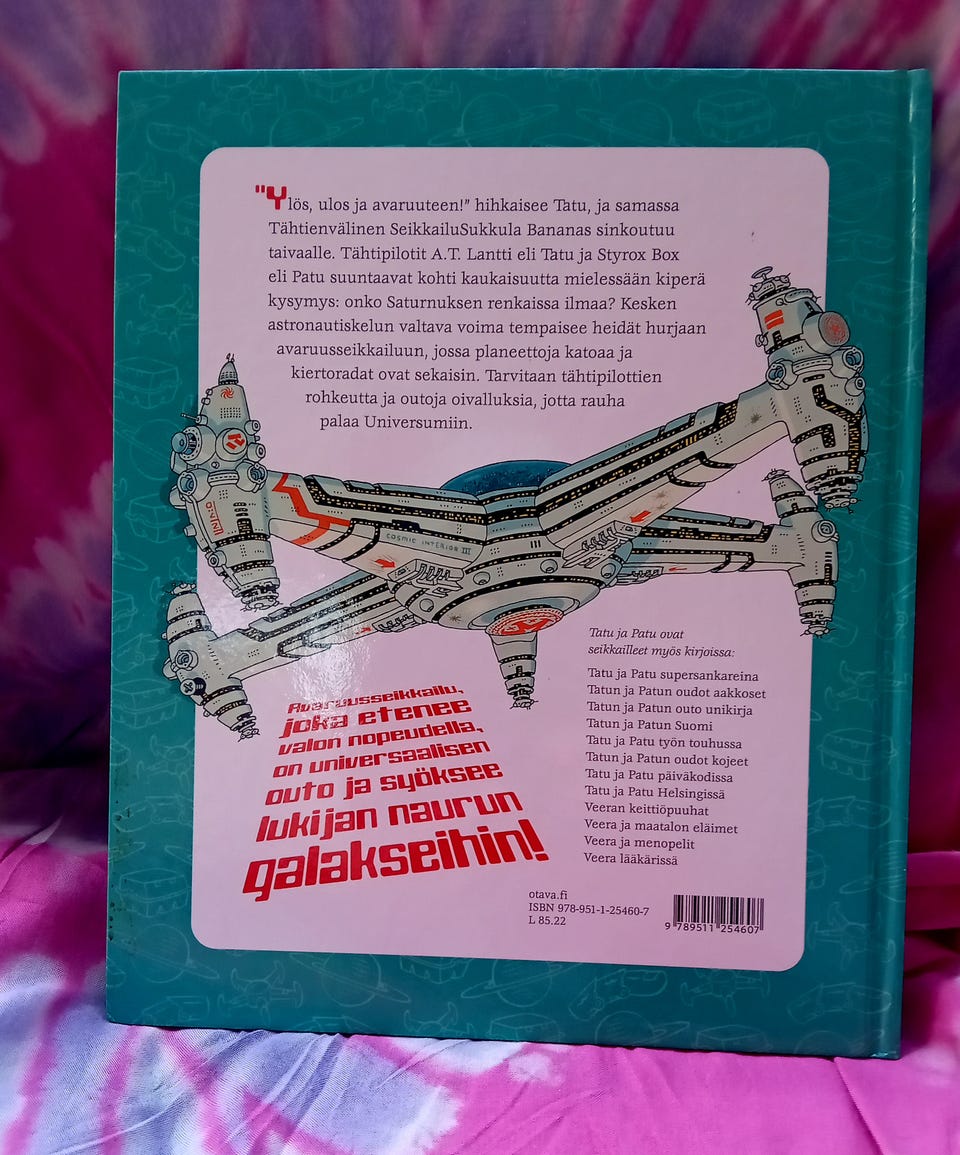 "Ylös, ulos ja avaruuteen!" hihkaisee Tatu, ja samassa
Tähtienvälinen SeikkailuSukkula Bananas sinkoutuu
taivaalle. Tähtipilotit A.T. Lantti eli Tatu ja Styrox Box
eli Patu suuntaavat kohti kaukaisuutta mielessään kiperä
kysymys: onko Saturnuksen renkaissa ilmaa? Kesken
astronautiskelun valtava voima tempaisee heidät hurjaan
avaruusseikkailuun, jossa planeettoja katoaa ja
kiertoradat ovat sekaisin. Tarvitaan tähtipilottien
rohkeutta ja outoja oivalluksia, jotta rauha
palaa Universumiin.
COSMIC INTERIOR III
Avaruusseikkailu,
joka etenee
valon nopeudella,
on universaalisen
outo ja syöksee
lukijan naurun
galakseihin!
Tatu ja Patu ovat
seikkailleet myös kirjoissa:
Tatu ja Patu supersankareina
Tatun ja Patun oudot aakkoset
Tatun ja Patun outo unikirja
Tatun ja Patun Suomi
Tatu ja Patu työn touhussa
Tatun ja Patun oudot kojeet
Tatu ja Patu päiväkodissa
Tatu ja Patu Helsingissä
Veeran keittiöpuuhat
Veera ja maatalon eläimet
Veera ja menopelit
Veera lääkärissä
otava.fi
ISBN 978-951-1-25460-7
L 85.22
9 789511 254607